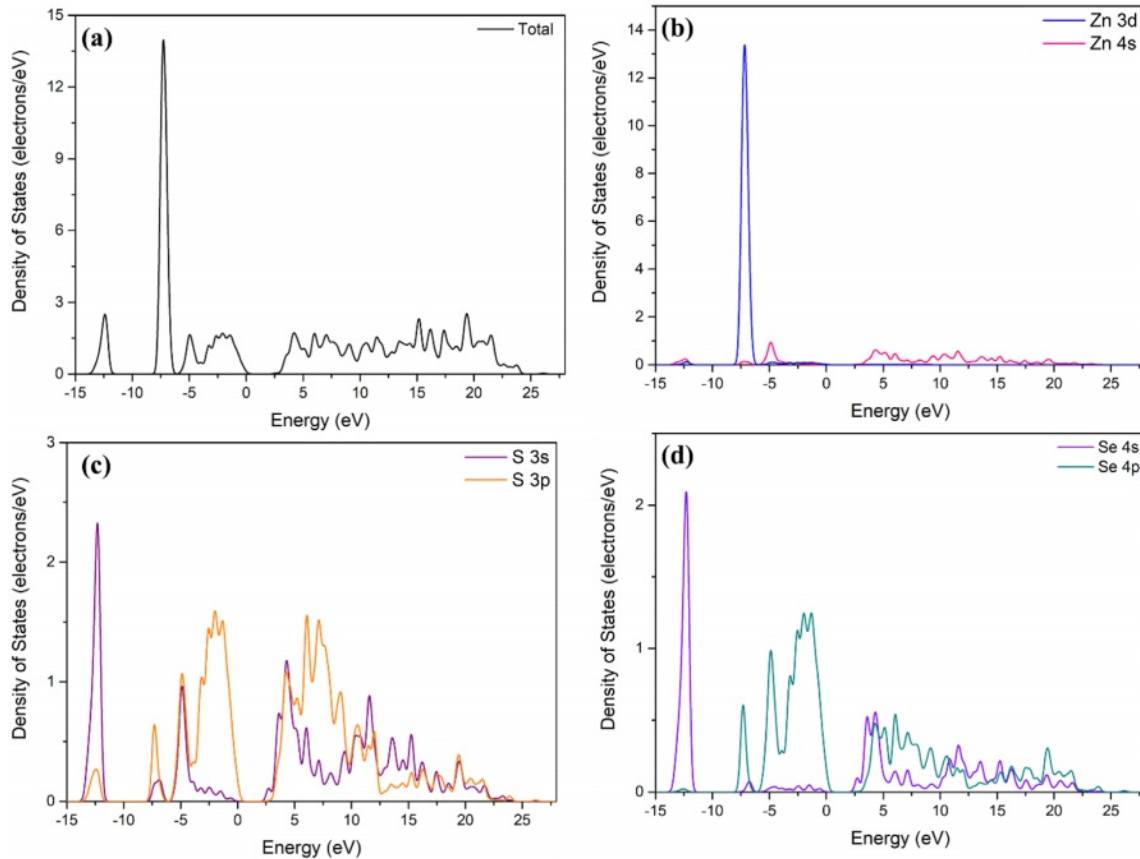 (a)
Total
15
12
9
6
3
0
-15 -10 -5 0 5 10 15 20 25
Density of States (electrons/eV)
Energy (eV)
(b)
Zn 3d
Zn 4s
14
12
10
8
6
4
2
0
-15 -10 -5 0 5 10 15 20 25
Density of States (electrons/eV)
Energy (eV)
(c)
S 3s
S 3p
3
2
1
0
-15 -10 -5 0 5 10 15 20 25
Density of States (electrons/eV)
Energy (eV)
(d)
Se 4s
Se 4p
2
1
0
-15 -10 -5 0 5 10 15 20 25
Density of States (electrons/eV)
Energy (eV)